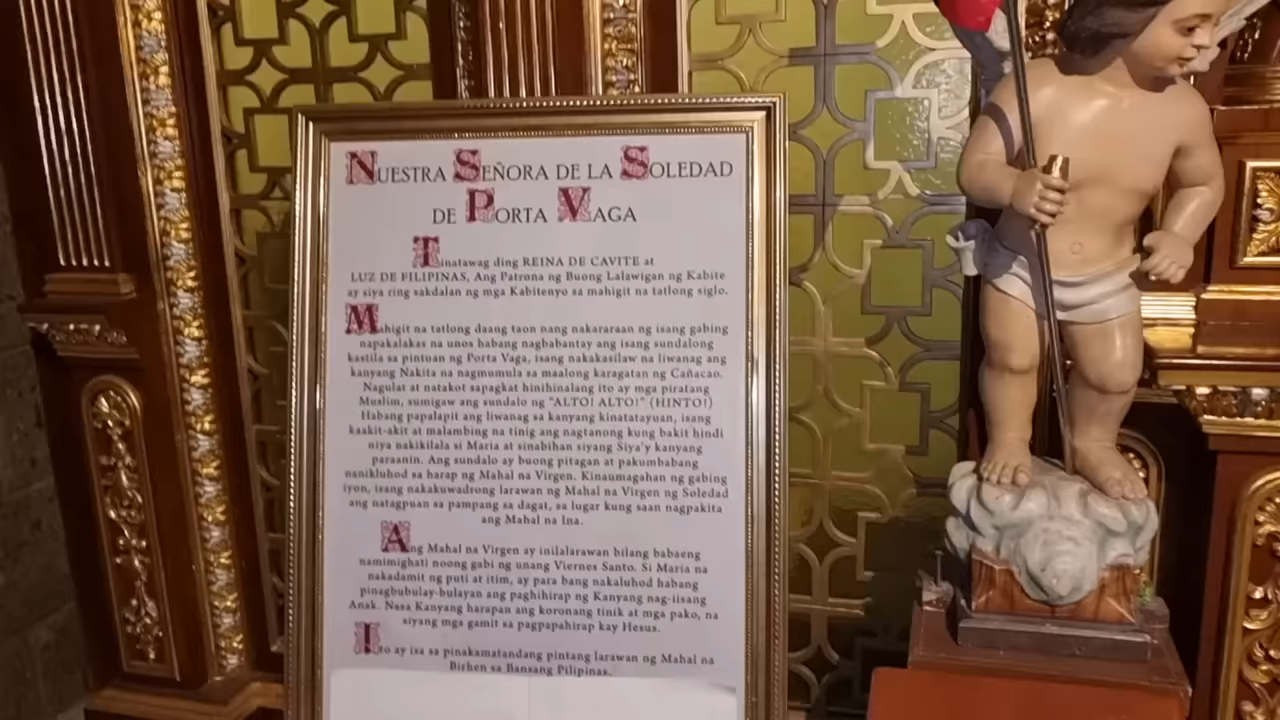 NUESTRA SEÑORA DE LA SOLEDAD
DE PORTA VAGA
Tinatawag ding REINA DE CAVITE at
LUZ DE FILIPINAS, Ang Patrona ng Buong Lalawigan ng Kabite
ay siya ring sakdalan ng mga Kabitenyo sa mahigit na tatlong siglo.
Mahigit na tatlong daang taon nang nakararaan ng isang gabing
napakalakas na unos habang nagbabantay ang isang sundalong
kastila sa pintuan ng Porta Vaga, isang nakakasilaw na liwanag ang
kanyang Nakita na nagmumula sa maalong karagatan ng Cañacao.
Nagulat at natakot sapagkat hinihinalang ito ay mga piratang
Muslim, sumigaw ang sundalo ng "ALTO! ALTO!" (HINTO!)
Habang papalapit ang liwanag sa kanyang kinatatayuan, isang
kaakit-akit at malambing na tinig ang nagtanong kung bakit hindi
niya nakikilala si Maria at sinabihan siyang Siya'y kanyang
paraanin. Ang sundalo ay buong pitagan at pakumbabang
nanikluhod sa harap ng Mahal na Virgen. Kinaumagahan ng gabing
iyon, isang nakakuwadrong larawan ng Mahal na Virgen ng Soledad
ang natagpuan sa pampang sa dagat, sa lugar kung saan nagpakita
ang Mahal na Ina.
Ang Mahal na Virgen ay inilalarawan bilang babaeng
namimighati noong gabi ng unang Viernes Santo. Si Maria na
nakadamit ng puti at itim, ay para bang nakaluhod habang
pinagbubulay-bulayan ang paghihirap ng Kanyang nag-iisang
Anak. Nasa Kanyang harapan ang koronang tinik at mga pako, na
siyang mga gamit sa pagpapahirap kay Hesus.
Ito ay isa sa pinakamatandang pintang larawan ng Mahal na
Birhen sa Bansang Pilipinas.